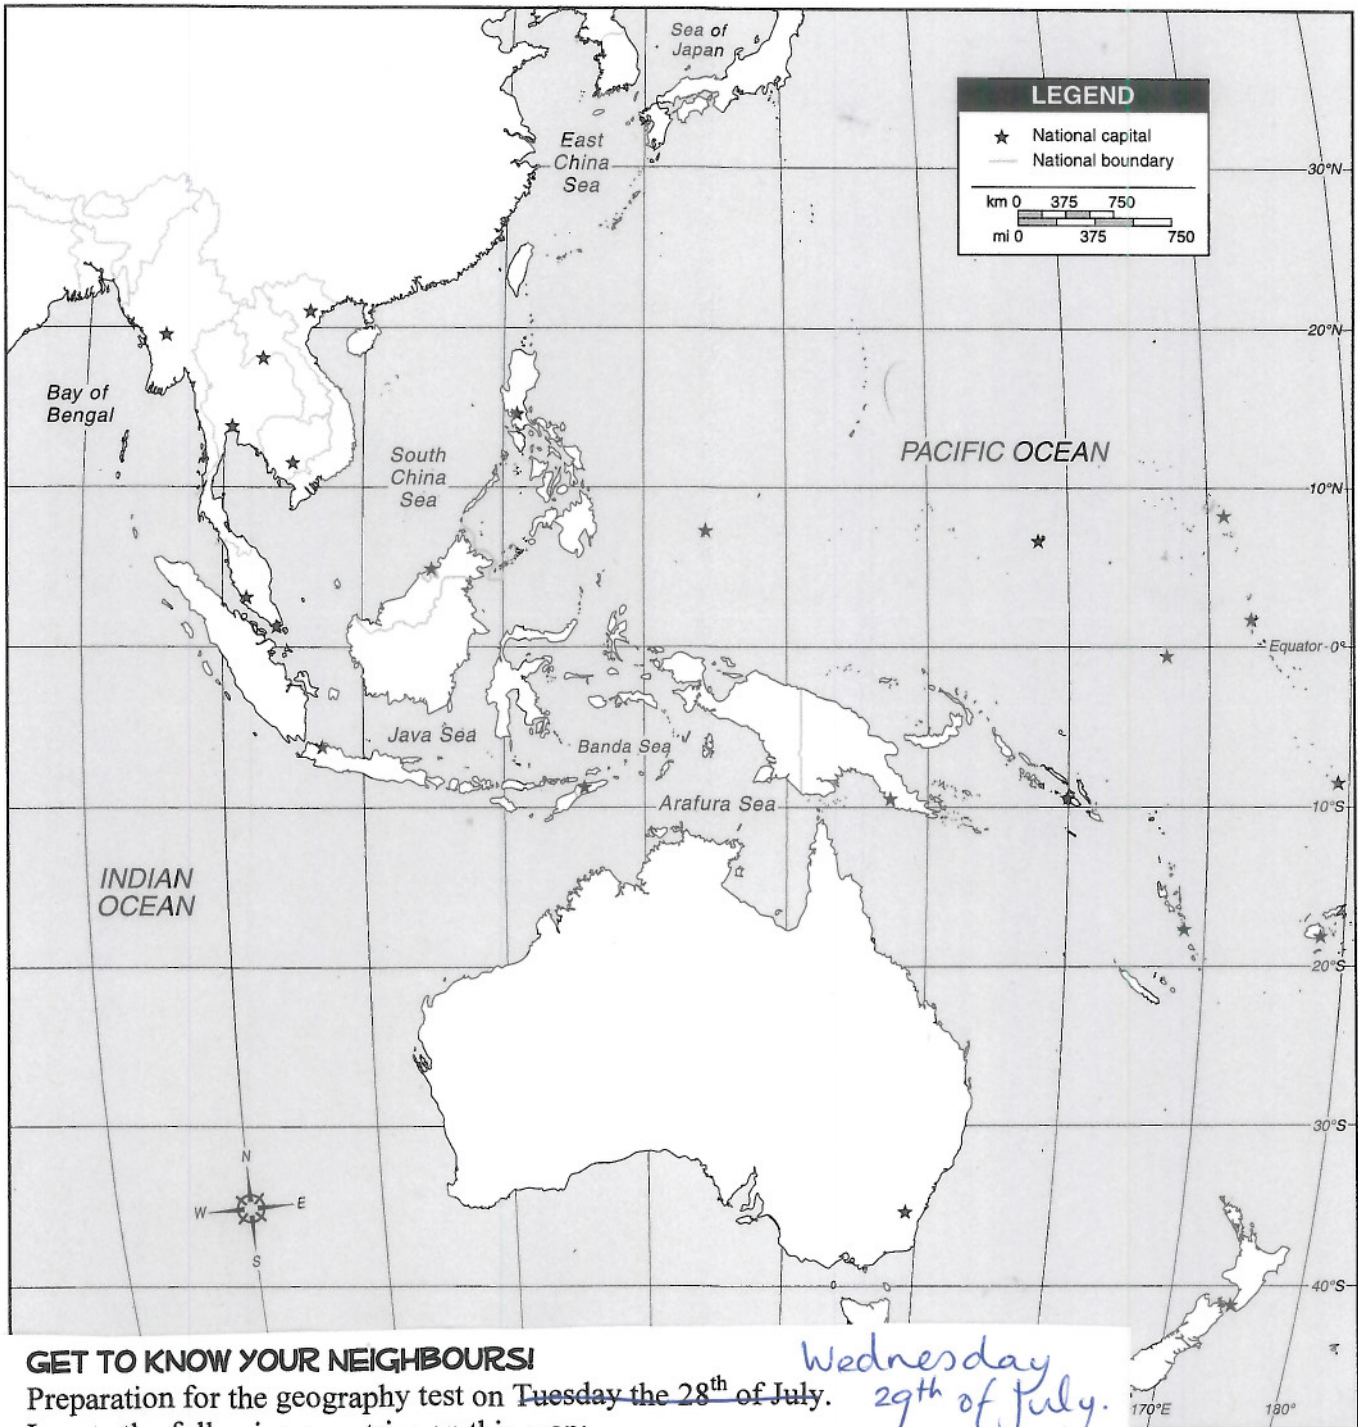 Sea of
Japan
LEGEND
National capital
National boundary
km 0 375 750
mi 0 375 750
East
China
Sea
30°N
20°N
Bay of
Bengal
South
China
Sea
PACIFIC OCEAN
10°N
Equator 0°
Java Sea
Banda Sea
Arafura Sea
10°S
INDIAN
OCEAN
20°S
30°S
N
W E
S
40°S
GET TO KNOW YOUR NEIGHBOURS!
Wednesday
Preparation for the geography test on Tuesday the 28th of July.
29th of July.
170°E 180°